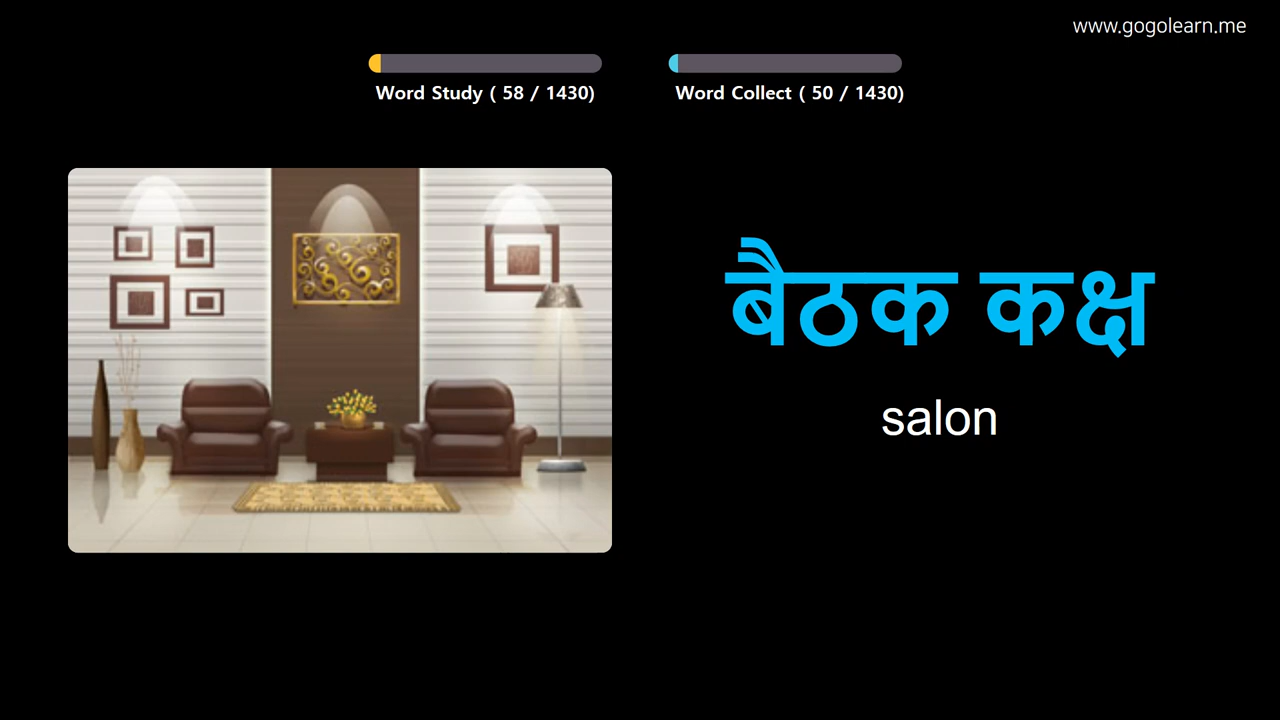 www.gogolearn.me
Word Study ( 58 / 1430)
Word Collect ( 50 / 1430)
बैठक कक्ष
salon